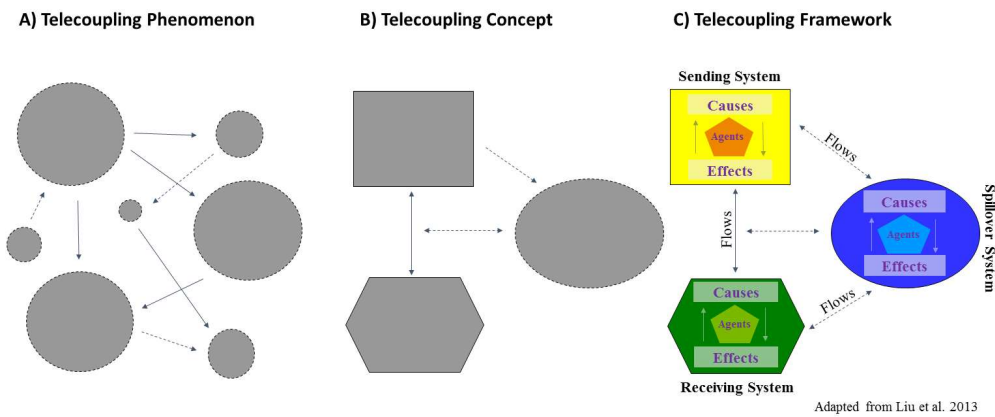 A) Telecoupling Phenomenon
B) Telecoupling Concept
C) Telecoupling Framework
Sending System
Causes
Agents
Effects
Flows
Flows
Causes
Agents
Effects
Spillover System
Flows
Causes
Agents
Effects
Receiving System
Adapted from Liu et al. 2013